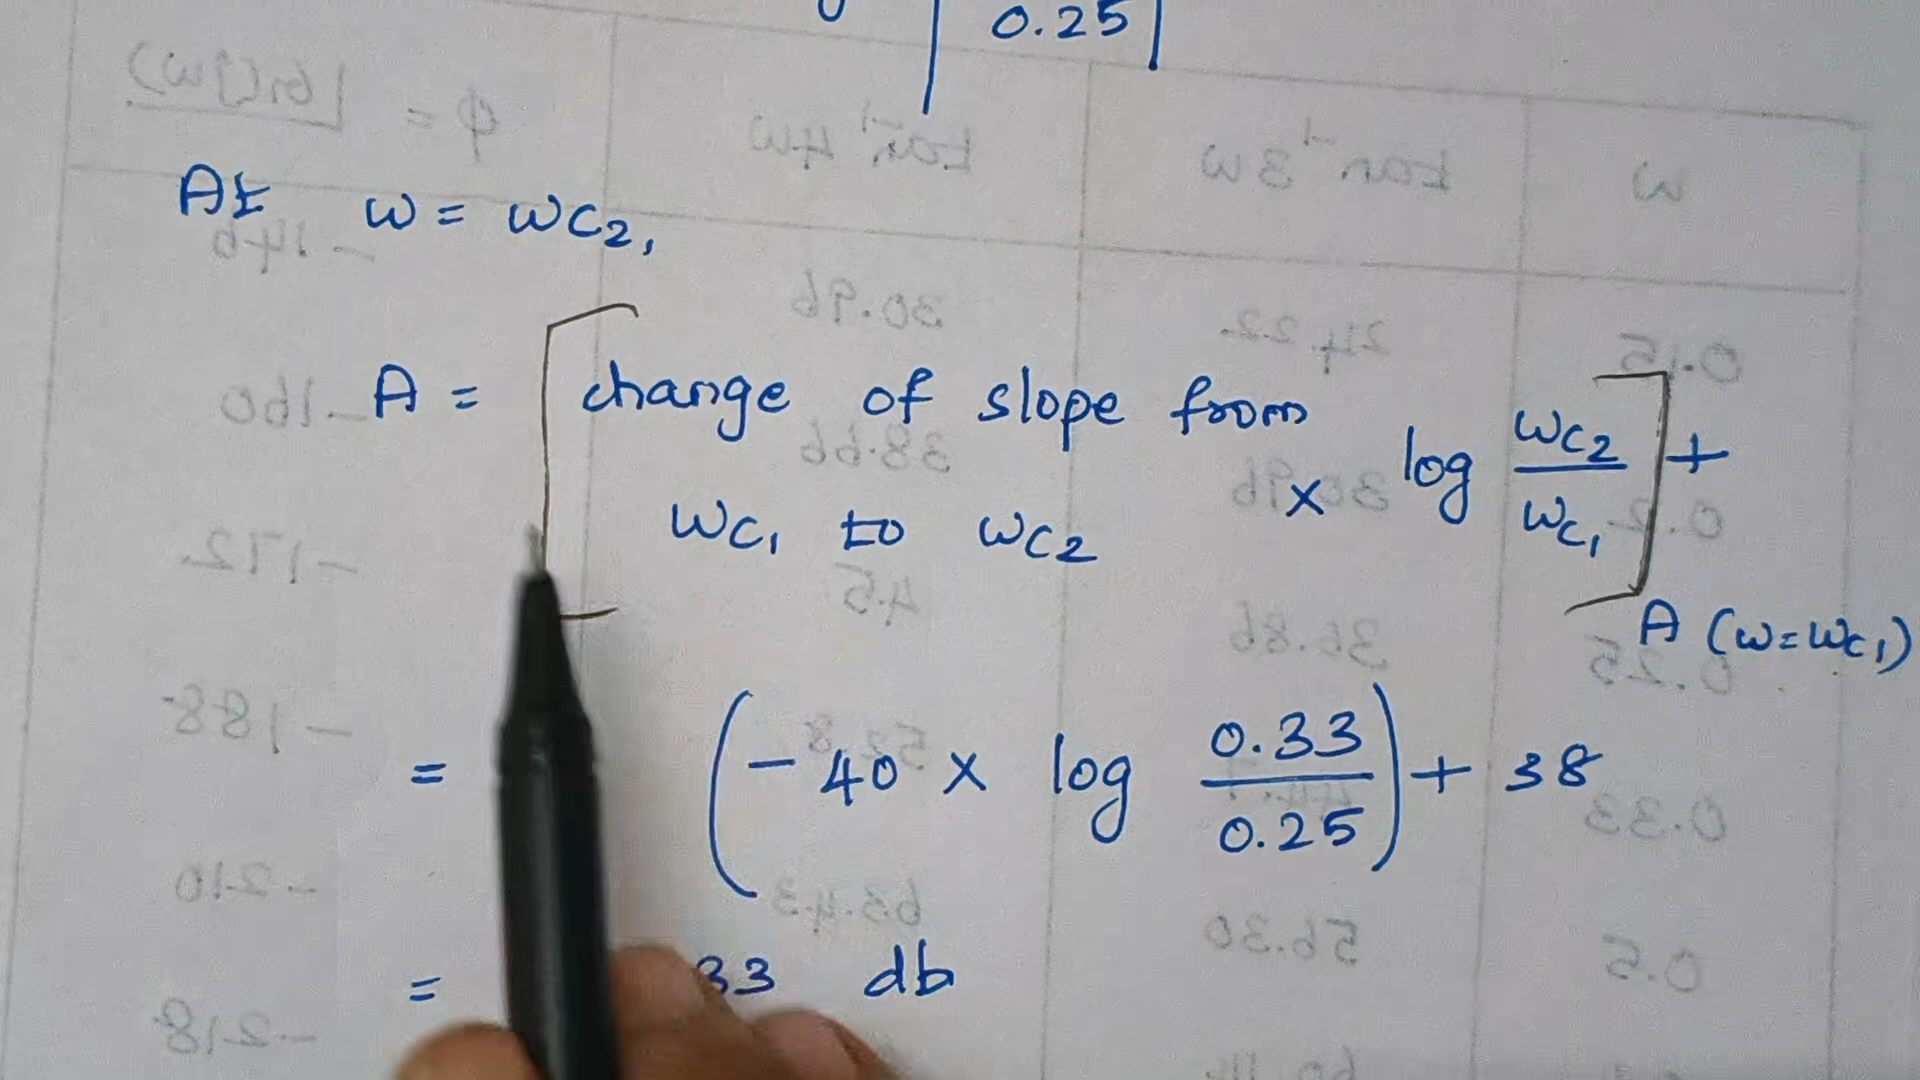 0.25
At ω = ωc2,
A = [ change of slope from ωc1 to ωc2 × log ωc2/ωc1 ] + A (ω=ωc1)
= ( - 40 × log 0.33/0.25 ) + 38
= 33 db